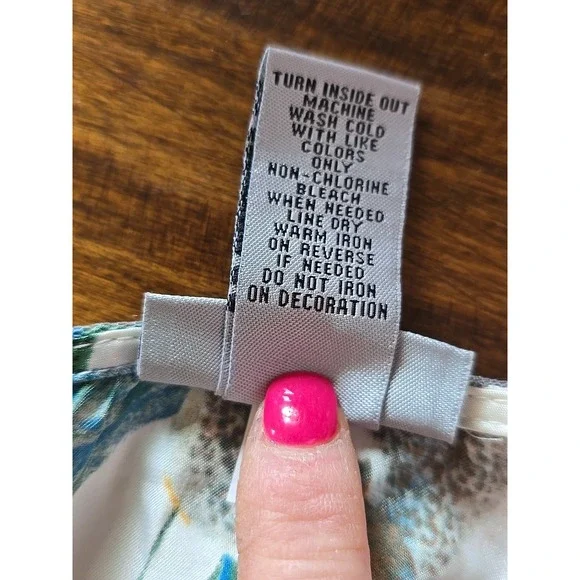 TURN INSIDE OUT
MACHINE
WASH COLD
WITH LIKE
COLORS
ONLY
NON-CHLORINE
BLEACH
WHEN NEEDED
LINE DRY
WARM IRON
ON REVERSE
IF NEEDED
DO NOT IRON
ON DECORATION